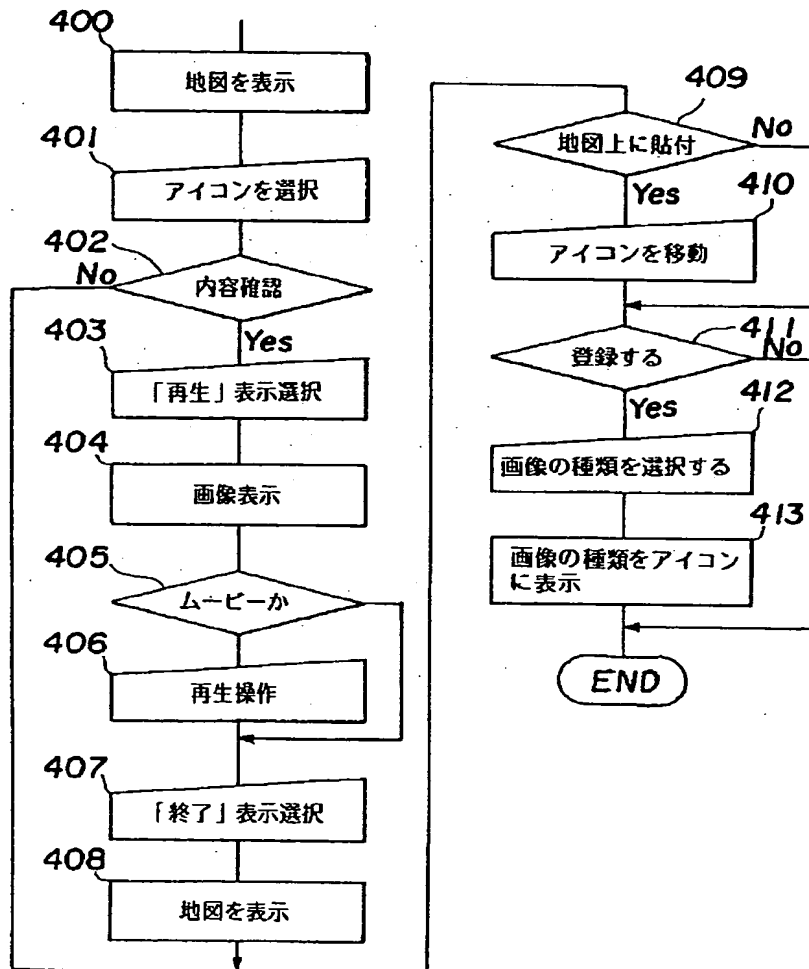 400
地図を表示
401
アイコンを選択
402
No
内容確認
Yes
403
「再生」表示選択
404
画像表示
405
ムービーか
406
再生操作
407
「終了」表示選択
408
地図を表示
409
地図上に貼付
No
Yes
410
アイコンを移動
411
登録する
No
Yes
412
画像の種類を選択する
413
画像の種類をアイコン
に表示
END